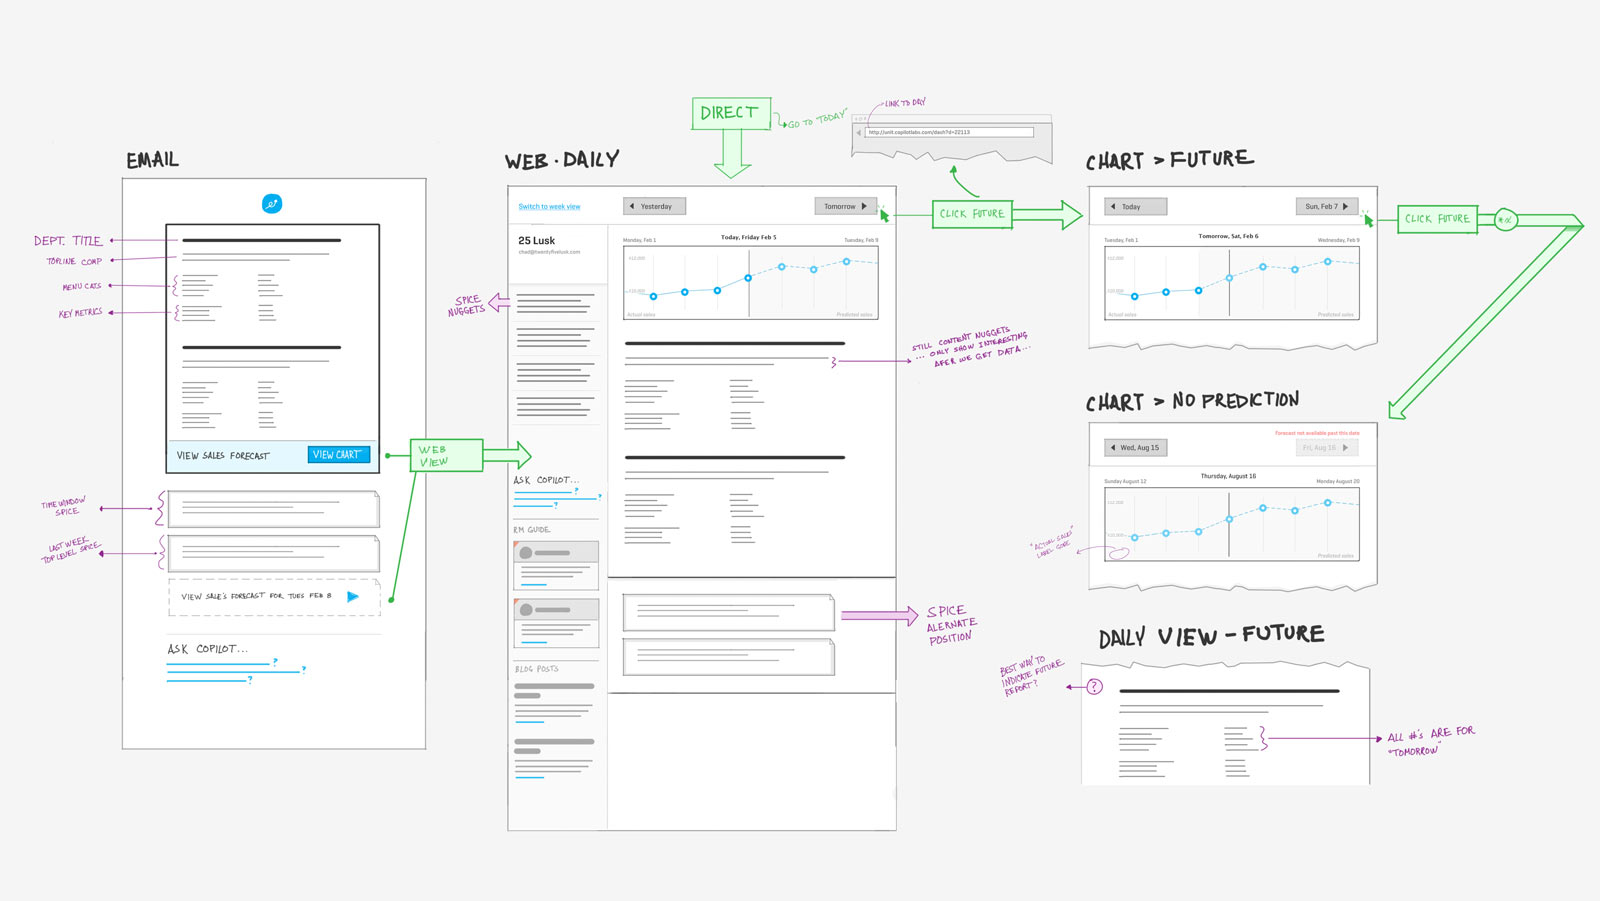 DIRECT
GO TO "TODAY"
LINK TO DAY
http://unit.copilotlabs.com/dash?d=22113
EMAIL
DEPT. TITLE
TOPLINE COMP
MENU CATS
KEY METRICS
VIEW SALES FORECAST
VIEW CHART
TIME WINDOW
SPICE
LAST WEEK
TOP LEVEL SPICE
VIEW SALE'S FORECAST FOR TUES FEB 8
ASK COPILOT...
?
?
?
WEB VIEW
WEB · DAILY
Switch to week view
Yesterday
Tomorrow
25 Lusk
chad@twentyfivelusk.com
Monday, Feb 1
Today, Friday Feb 5
Tuesday, Feb 9
Actual sales
Predicted sales
SPICE
NUGGETS
STILL CONTENT NUGGETS
... ONLY SHOW INTERESTING
AFER WE GET DATA...
ASK COPILOT...
?
?
?
RM GUIDE
BLOG POSTS
SPICE
ALERNATE
POSITION
CLICK FUTURE
CHART > FUTURE
Today
Sun, Feb 7
Tuesday, Feb 1
Tomorrow, Sat, Feb 6
Wednesday, Feb 9
Actual sales
Predicted sales
CLICK FUTURE
CHART > NO PREDICTION
Forecast not available past this date
Wed, Aug 15
Fri, Aug 16
Sunday August 12
Thursday, August 16
Monday August 20
Predicted sales
"ACTUAL SALES"
LABEL GONE
DAILY VIEW - FUTURE
BEST WAY TO
INDICATE FUTURE
REPORT?
?
ALL #'s ARE FOR
"TOMORROW"